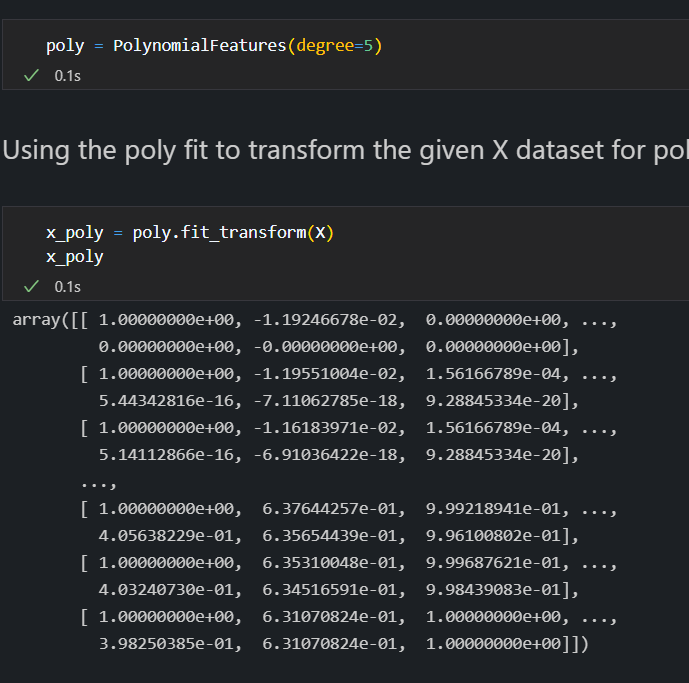 poly = PolynomialFeatures(degree=5)
0.1s
Using the poly fit to transform the given X dataset for
x_poly = poly.fit_transform(X)
x_poly
0.1s
array([[ 1.00000000e+00, -1.19246678e-02,  0.00000000e+00, ...,
         0.00000000e+00, -0.00000000e+00,  0.00000000e+00],
       [ 1.00000000e+00, -1.19551004e-02,  1.56166789e-04, ...,
         5.44342816e-16, -7.11062785e-18,  9.28845334e-20],
       [ 1.00000000e+00, -1.16183971e-02,  1.56166789e-04, ...,
         5.14112866e-16, -6.91036422e-18,  9.28845334e-20],
       ...,
       [ 1.00000000e+00,  6.37644257e-01,  9.99218941e-01, ...,
         4.05638229e-01,  6.35654439e-01,  9.96100802e-01],
       [ 1.00000000e+00,  6.35310048e-01,  9.99687621e-01, ...,
         4.03240730e-01,  6.34516591e-01,  9.98439083e-01],
       [ 1.00000000e+00,  6.31070824e-01,  1.00000000e+00, ...,
         3.98250385e-01,  6.31070824e-01,  1.00000000e+00]])